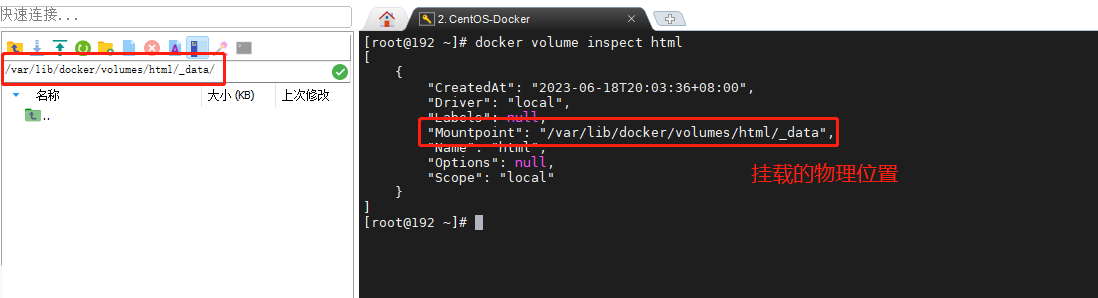 快速连接...
/var/lib/docker/volumes/html/_data/
名称 大小 (KB) 上次修改
..
2. CentOS-Docker
[root@192 ~]# docker volume inspect html
[
{
"CreatedAt": "2023-06-18T20:03:36+08:00",
"Driver": "local",
"Labels": null,
"Mountpoint": "/var/lib/docker/volumes/html/_data",
"Name": "html",
"Options": null,
"Scope": "local"
}
]
[root@192 ~]#
挂载的物理位置